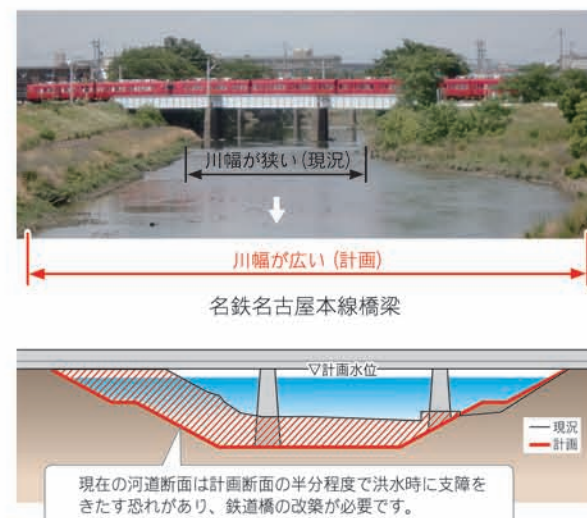 川幅が狭い(現況)
川幅が広い(計画)
名鉄名古屋本線橋梁
▽計画水位
現況
計画
現在の河道断面は計画断面の半分程度で洪水時に支障を
きたす恐れがあり、鉄道橋の改築が必要です。